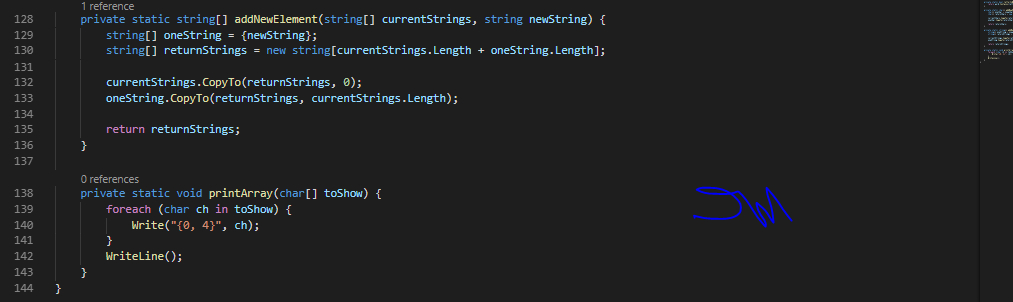 1 reference
128 private static string[] addNewElement(string[] currentStrings, string newString) {
129 string[] oneString = {newString};
130 string[] returnStrings = new string[currentStrings.Length + oneString.Length];
131
132 currentStrings.CopyTo(returnStrings, 0);
133 oneString.CopyTo(returnStrings, currentStrings.Length);
134
135 return returnStrings;
136 }
137
0 references
138 private static void printArray(char[] toShow) {
139 foreach (char ch in toShow) {
140 Write("{0, 4}", ch);
141 }
142 WriteLine();
143 }
144 }